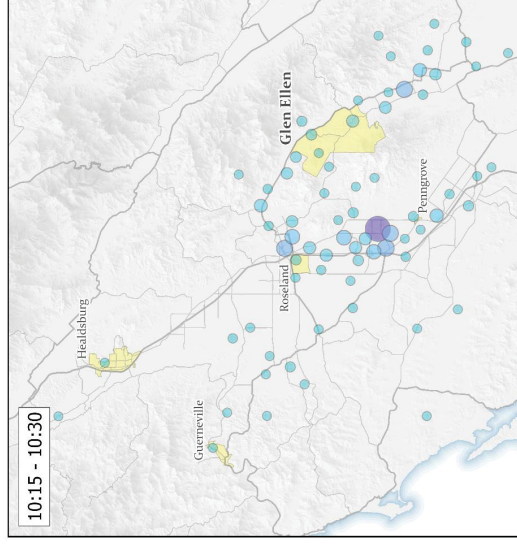 Glen Ellen
Penngrove
Roseland
Healdsburg
Guerneville
10:15 - 10:30